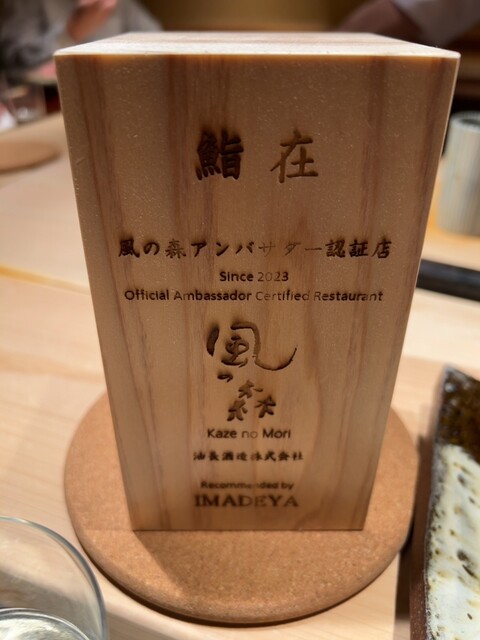 鮨 在
風の森アンバサダー認証店
Since 2023
Official Ambassador Certified Restaurant
風の森
Kaze no Mori
油長酒造株式会社
Recommended by
IMADEYA